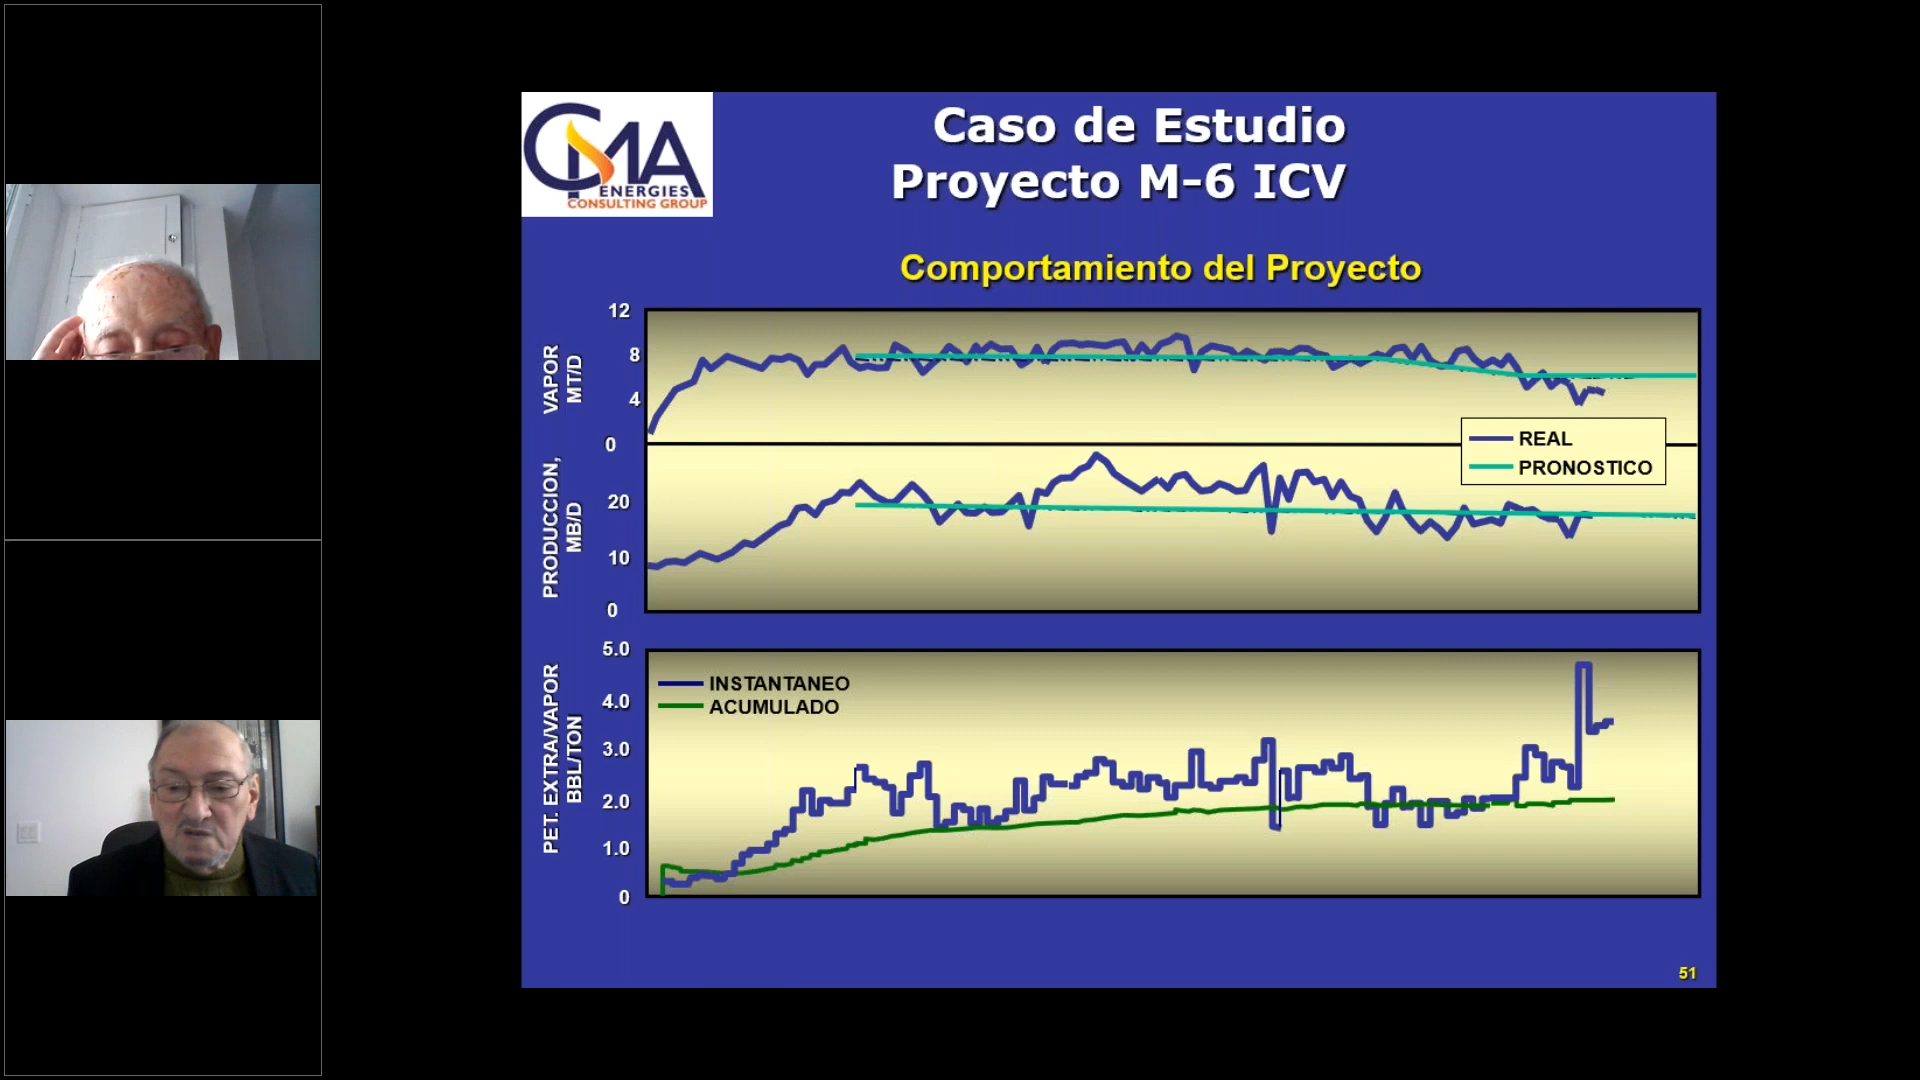 CMA
ENERGIES
CONSULTING GROUP
Caso de Estudio
Proyecto M-6 ICV
Comportamiento del Proyecto
12
8
4
0
VAPOR
MT/D
REAL
PRONOSTICO
20
10
0
PRODUCCION,
MB/D
5.0
4.0
3.0
2.0
1.0
0
PET. EXTRA/VAPOR
BBL/TON
INSTANTANEO
ACUMULADO
51